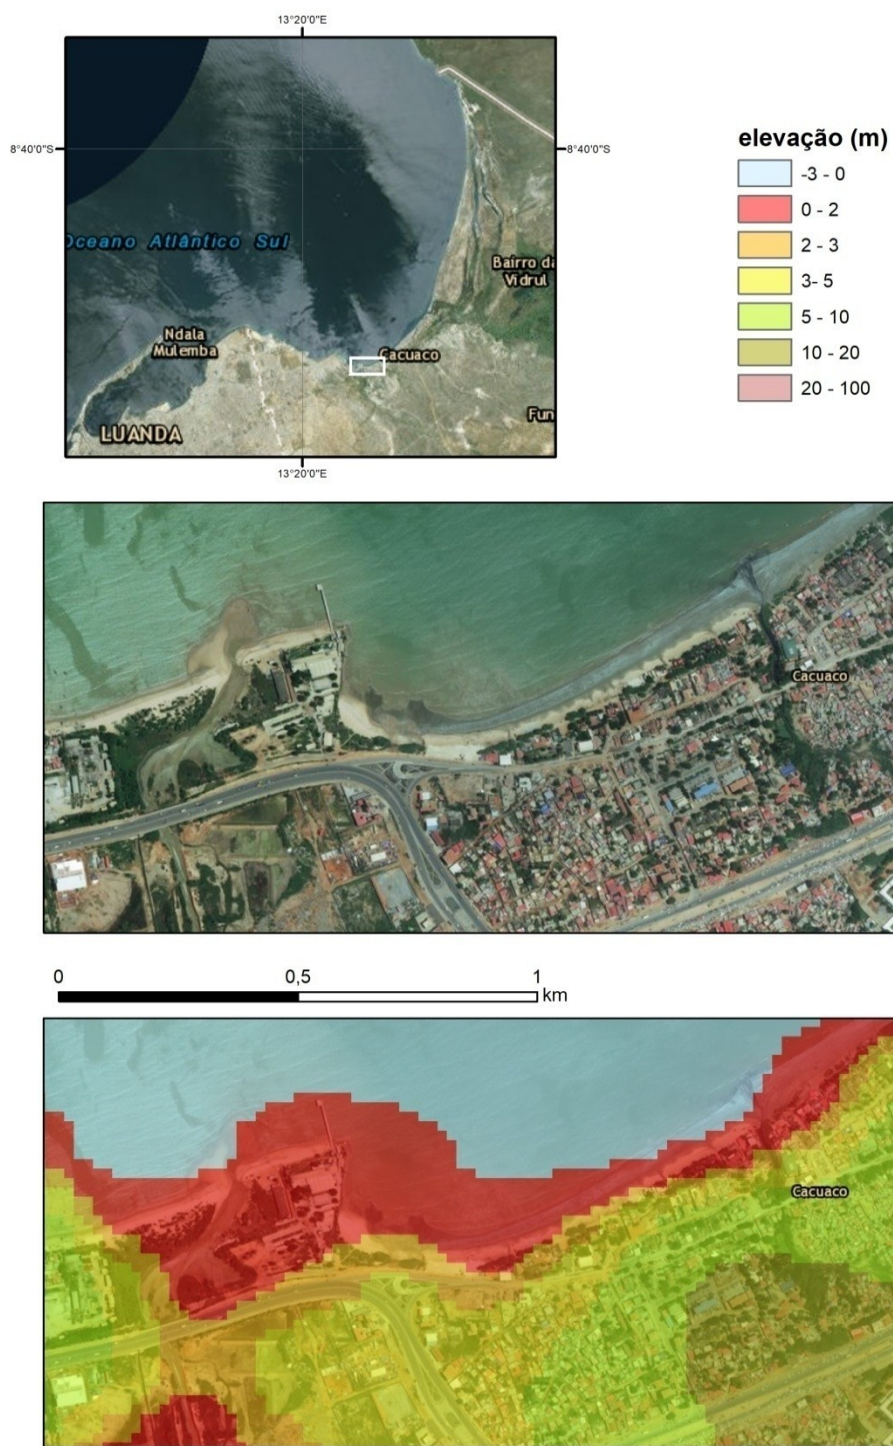 13°20'0"E
8°40'0"S
8°40'0"S
Oceano Atlântico Sul
Bairro da
Vidrul
Ndala
Mulemba
Cacuaco
LUANDA
Fun
13°20'0"E
elevação (m)
-3 - 0
0 - 2
2 - 3
3- 5
5 - 10
10 - 20
20 - 100
Cacuaco
0
0,5
1
km
Cacuaco